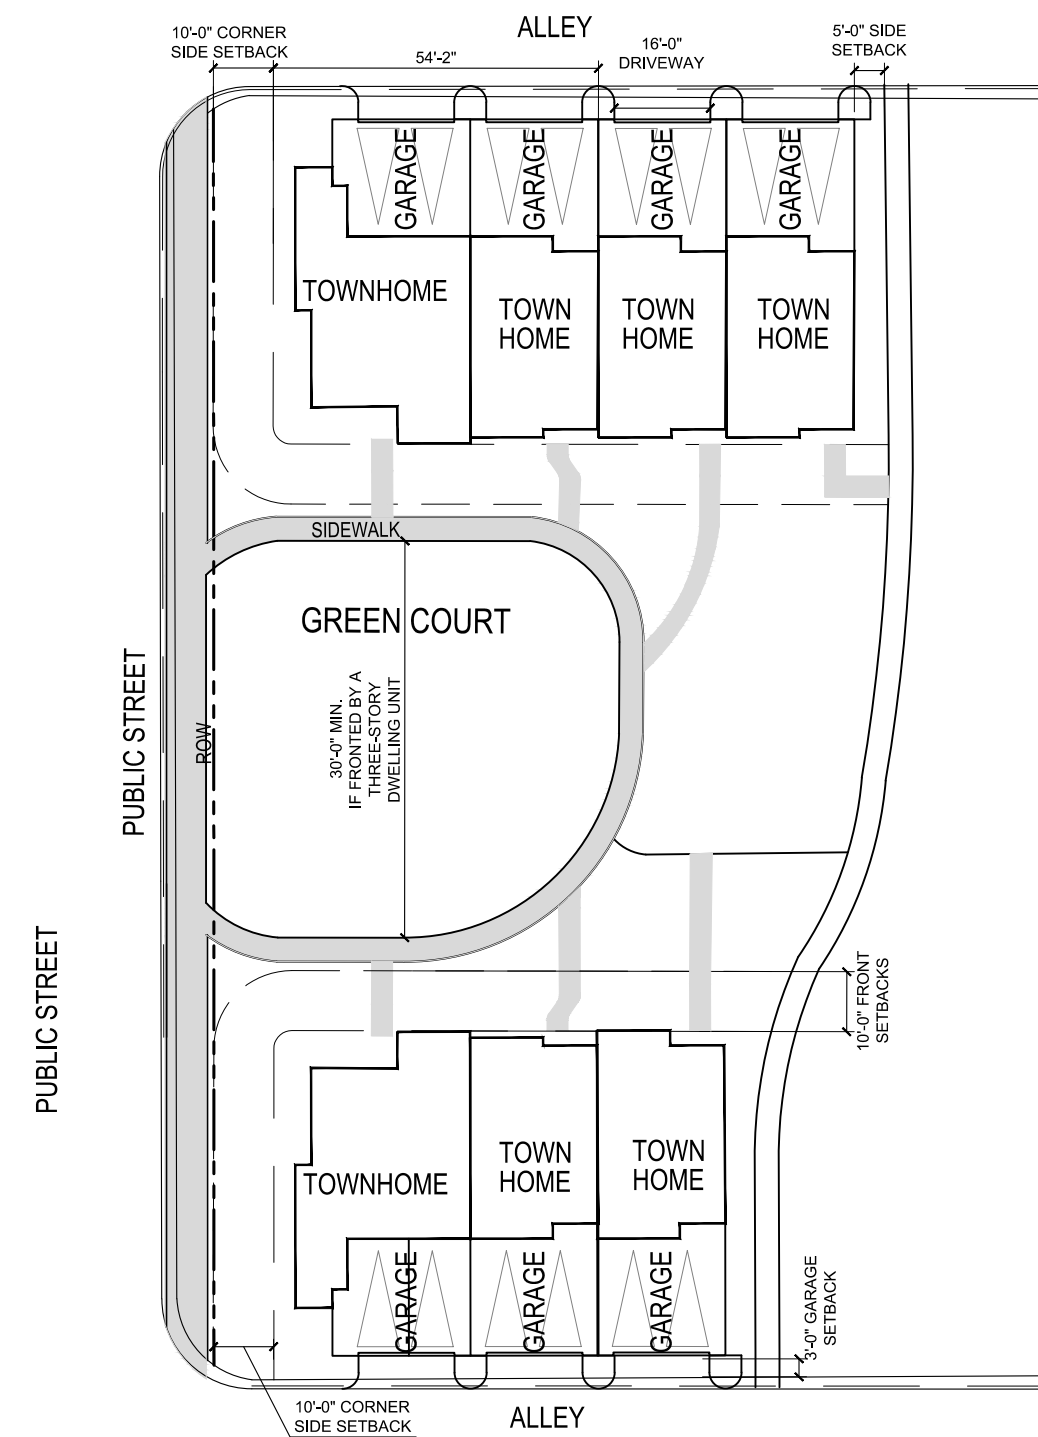 ALLEY
10'-0" CORNER
SIDE SETBACK
54'-2"
16'-0"
DRIVEWAY
5'-0" SIDE
SETBACK
GARAGE
GARAGE
GARAGE
GARAGE
TOWNHOME
TOWN
HOME
TOWN
HOME
TOWN
HOME
SIDEWALK
GREEN COURT
30'-0" MIN.
IF FRONTED BY A
THREE-STORY
DWELLING UNIT
ROW
PUBLIC STREET
PUBLIC STREET
10'-0" FRONT
SETBACKS
TOWNHOME
TOWN
HOME
TOWN
HOME
GARAGE
GARAGE
GARAGE
3'-0" GARAGE
SETBACK
10'-0" CORNER
SIDE SETBACK
ALLEY